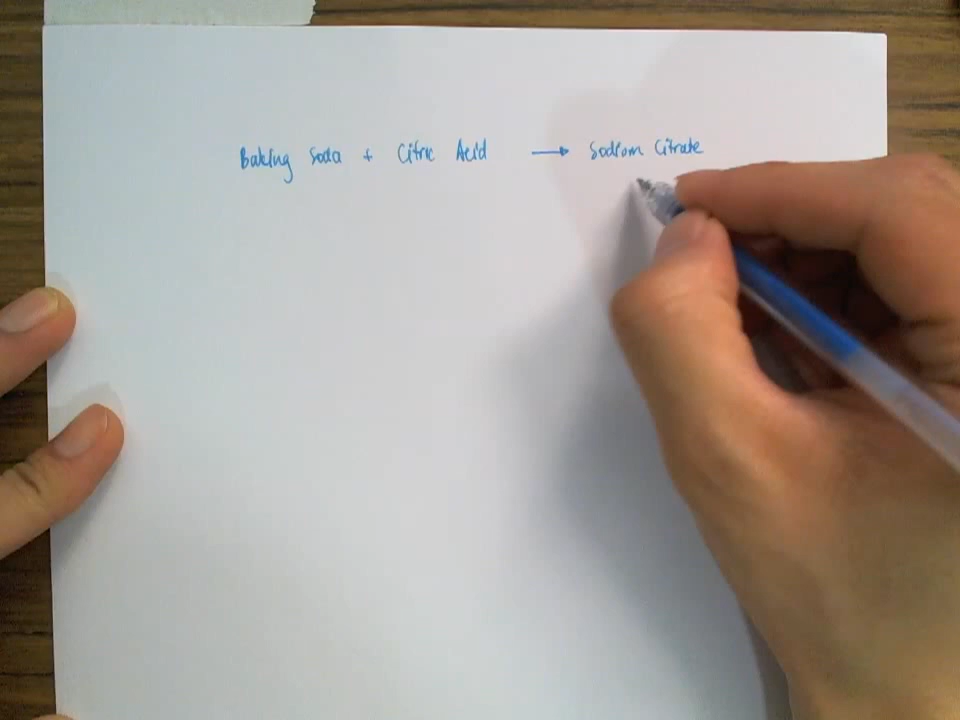 Baking Soda + Citric Acid → Sodium Citrate